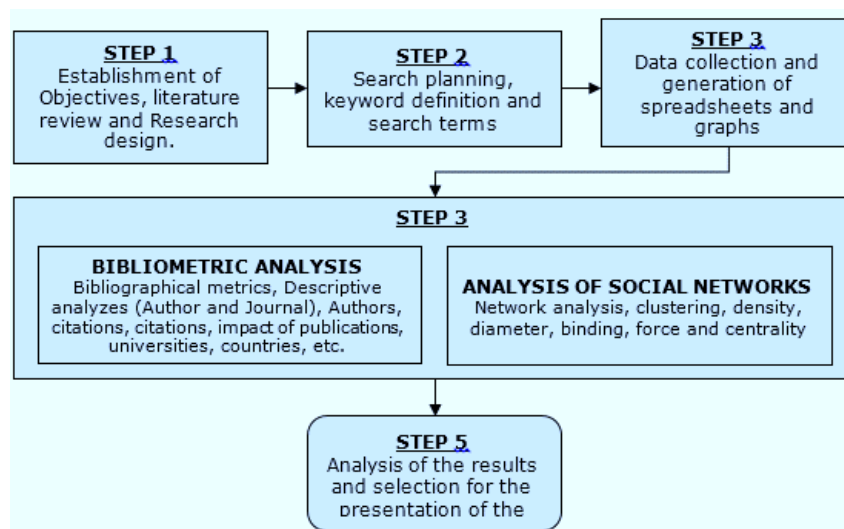 STEP 1
Establishment of
Objectives, literature
review and Research
design.
STEP 2
Search planning,
keyword definition and
search terms
STEP 3
Data collection and
generation of
spreadsheets and
graphs
STEP 3
BIBLIOMETRIC ANALYSIS
Bibliographical metrics, Descriptive
analyzes (Author and Journal), Authors,
citations, citations, impact of publications,
universities, countries, etc.
ANALYSIS OF SOCIAL NETWORKS
Network analysis, clustering, density,
diameter, binding, force and centrality
STEP 5
Analysis of the results
and selection for the
presentation of the